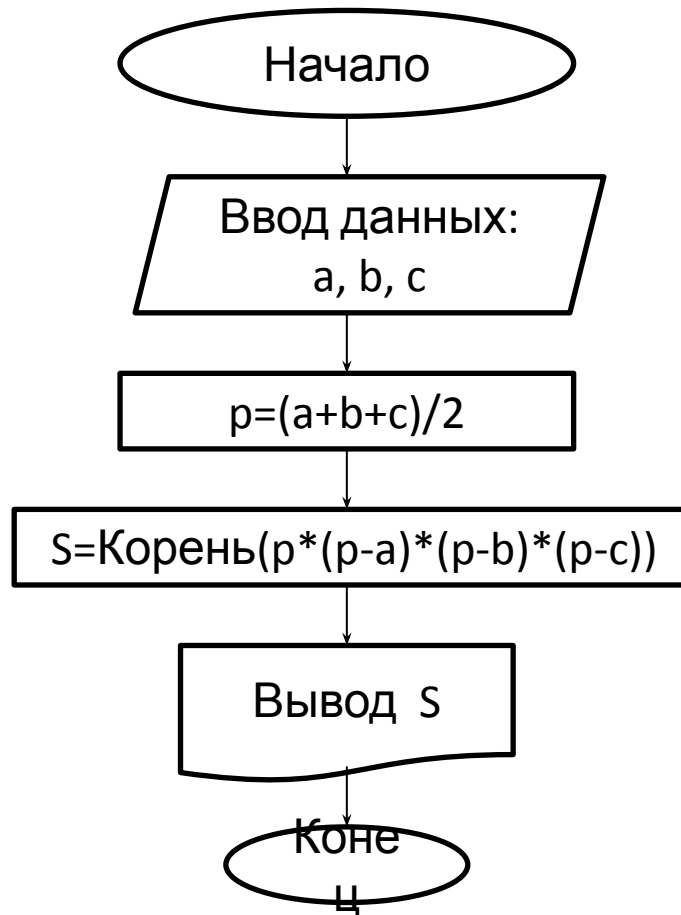 Начало
Ввод данных:
a, b, c
p=(a+b+c)/2
S=Корень(p*(p-a)*(p-b)*(p-c))
Вывод S
Коне
ц